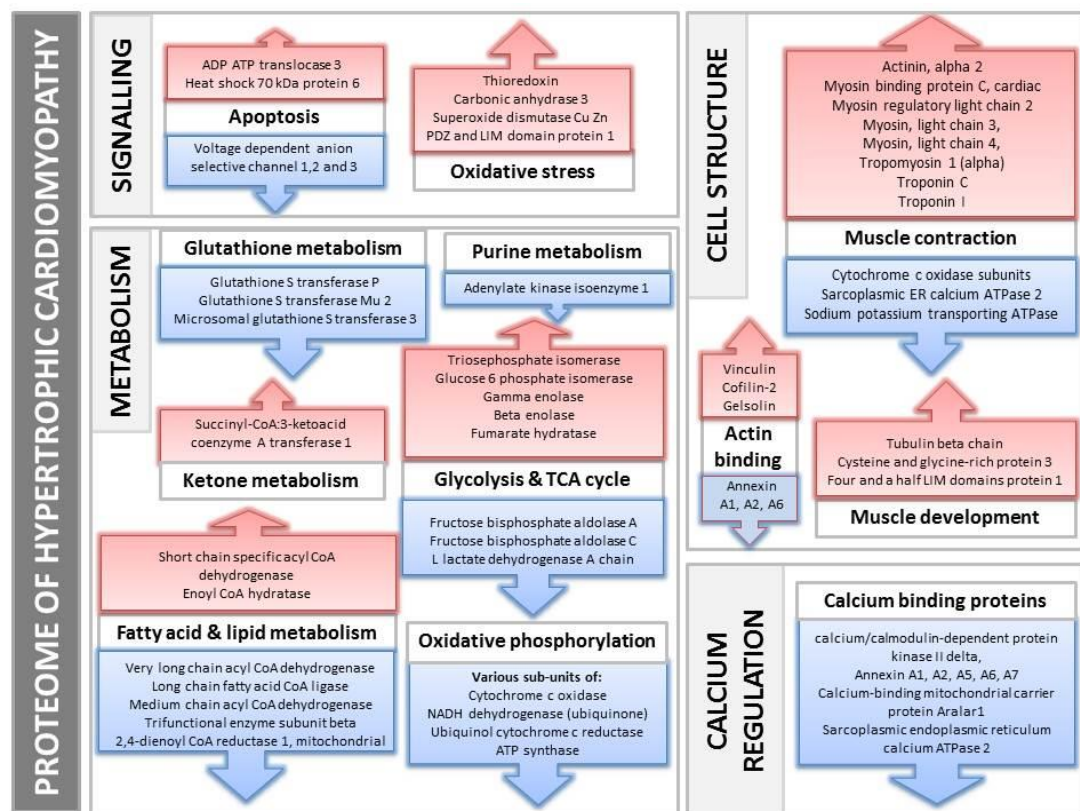 PROTEOME OF HYPERTROPHIC CARDIOMYOPATHY
SIGNALLING
ADP ATP translocase 3
Heat shock 70 kDa protein 6
Apoptosis
Voltage dependent anion
selective channel 1,2 and 3
Thioredoxin
Carbonic anhydrase 3
Superoxide dismutase Cu Zn
PDZ and LIM domain protein 1
Oxidative stress
METABOLISM
Glutathione metabolism
Glutathione S transferase P
Glutathione S transferase Mu 2
Microsomal glutathione S transferase 3
Purine metabolism
Adenylate kinase isoenzyme 1
Succinyl-CoA:3-ketoacid
coenzyme A transferase 1
Ketone metabolism
Triosephosphate isomerase
Glucose 6 phosphate isomerase
Gamma enolase
Beta enolase
Fumarate hydratase
Glycolysis & TCA cycle
Fructose bisphosphate aldolase A
Fructose bisphosphate aldolase C
L lactate dehydrogenase A chain
Short chain specific acyl CoA
dehydrogenase
Enoyl CoA hydratase
Fatty acid & lipid metabolism
Very long chain acyl CoA dehydrogenase
Long chain fatty acid CoA ligase
Medium chain acyl CoA dehydrogenase
Trifunctional enzyme subunit beta
2,4-dienoyl CoA reductase 1, mitochondrial
Oxidative phosphorylation
Various sub-units of:
Cytochrome c oxidase
NADH dehydrogenase (ubiquinone)
Ubiquinol cytochrome c reductase
ATP synthase
CELL STRUCTURE
Actinin, alpha 2
Myosin binding protein C, cardiac
Myosin regulatory light chain 2
Myosin, light chain 3,
Myosin, light chain 4,
Tropomyosin 1 (alpha)
Troponin C
Troponin I
Muscle contraction
Cytochrome c oxidase subunits
Sarcoplasmic ER calcium ATPase 2
Sodium potassium transporting ATPase
Vinculin
Cofilin-2
Gelsolin
Actin
binding
Annexin
A1, A2, A6
Tubulin beta chain
Cysteine and glycine-rich protein 3
Four and a half LIM domains protein 1
Muscle development
CALCIUM
REGULATION
Calcium binding proteins
calcium/calmodulin-dependent protein
kinase II delta,
Annexin A1, A2, A5, A6, A7
Calcium-binding mitochondrial carrier
protein Aralar1
Sarcoplasmic endoplasmic reticulum
calcium ATPase 2